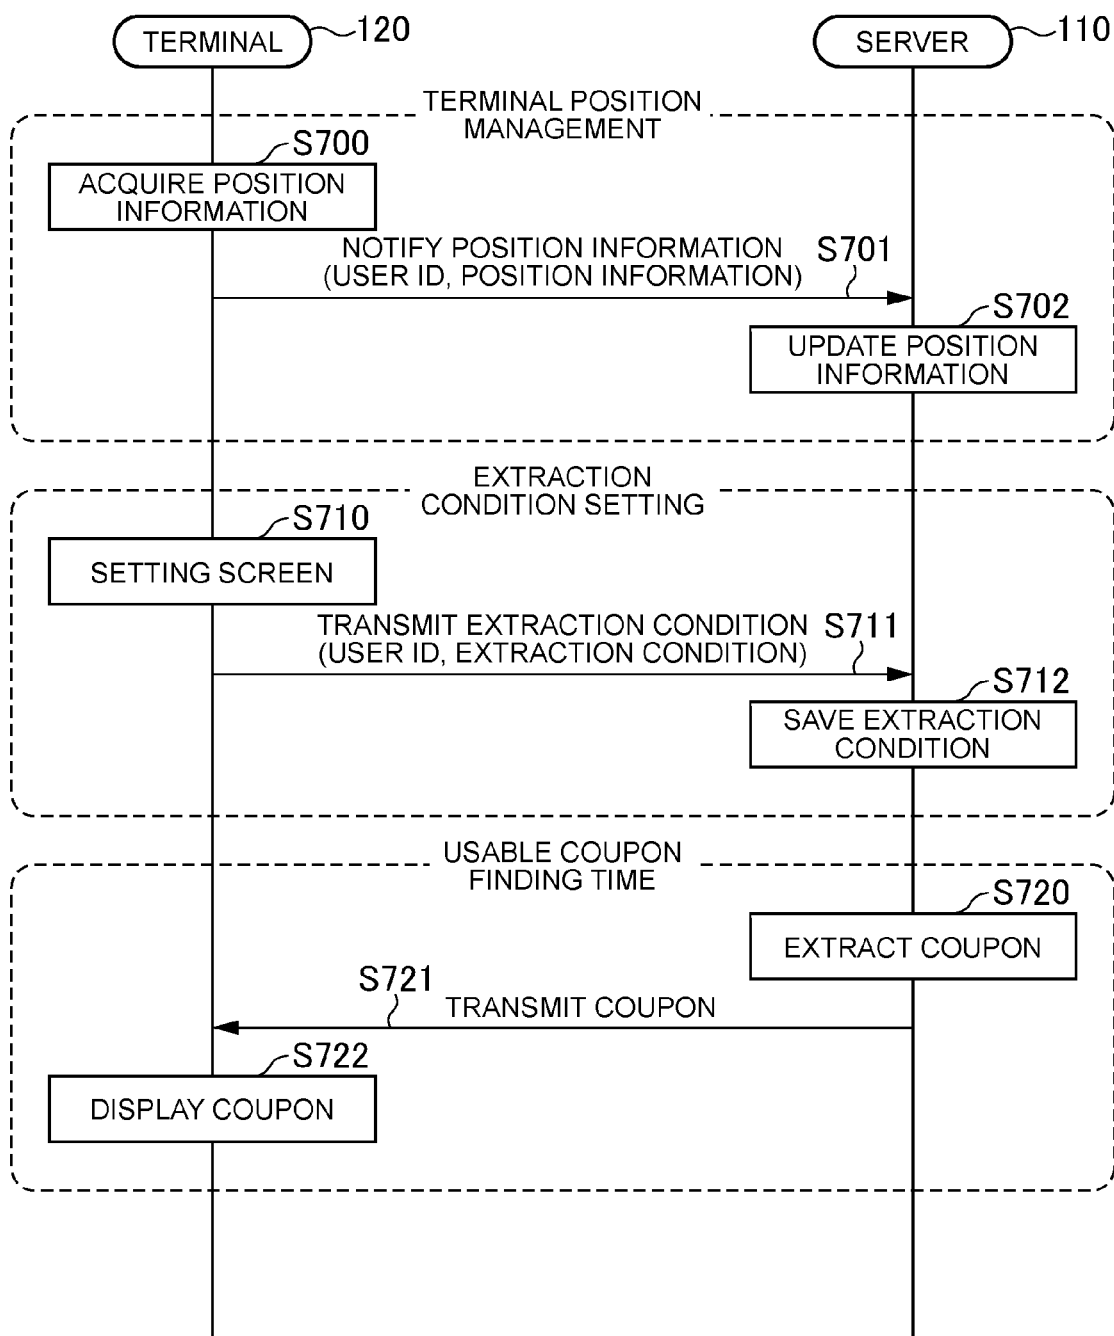 TERMINAL
120
SERVER
110
TERMINAL POSITION
MANAGEMENT
S700
ACQUIRE POSITION
INFORMATION
NOTIFY POSITION INFORMATION
(USER ID, POSITION INFORMATION)
S701
S702
UPDATE POSITION
INFORMATION
EXTRACTION
CONDITION SETTING
S710
SETTING SCREEN
TRANSMIT EXTRACTION CONDITION
(USER ID, EXTRACTION CONDITION)
S711
S712
SAVE EXTRACTION
CONDITION
USABLE COUPON
FINDING TIME
S720
EXTRACT COUPON
S721
TRANSMIT COUPON
S722
DISPLAY COUPON